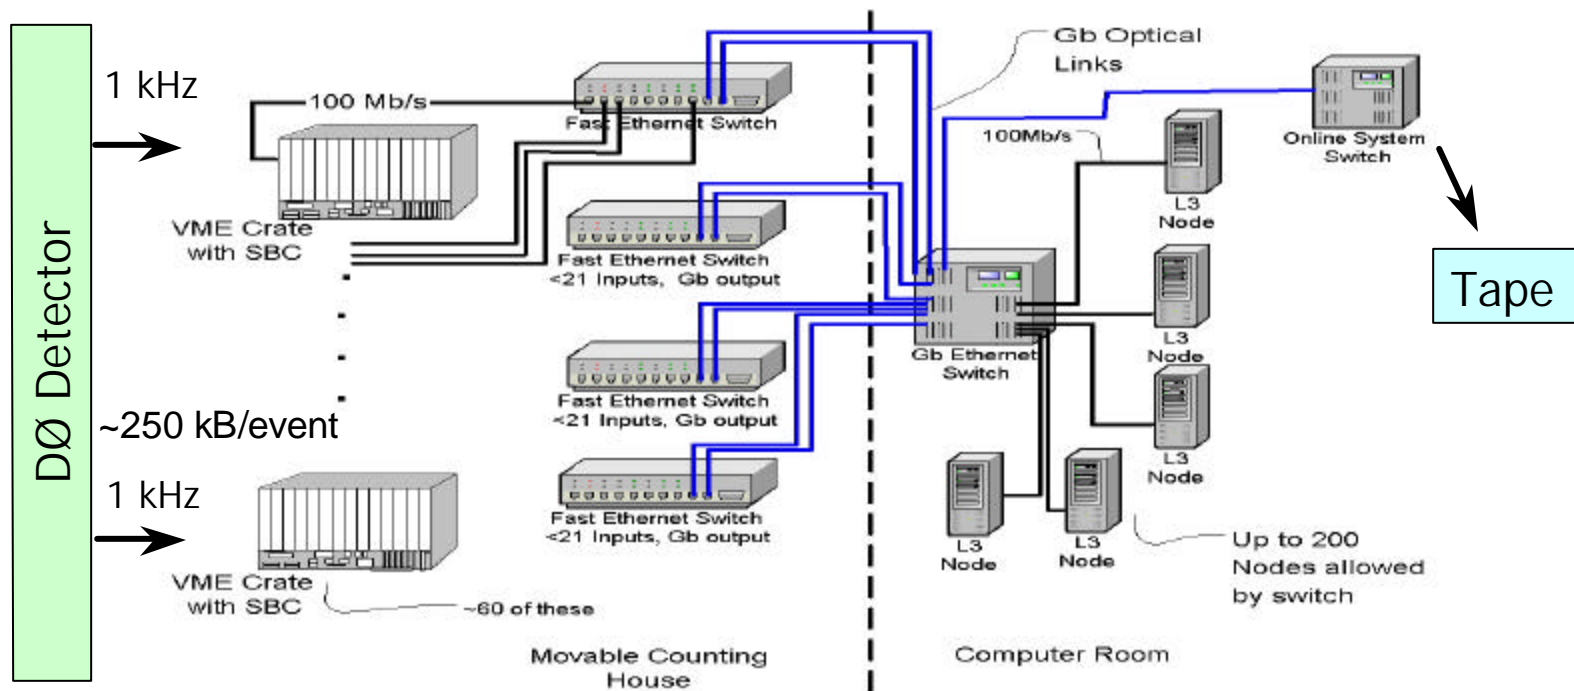 DØ Detector
1 kHz
100 Mb/s
Fast Ethernet Switch
VME Crate
with SBC
Fast Ethernet Switch
<21 Inputs, Gb output
Fast Ethernet Switch
<21 Inputs, Gb output
~250 kB/event
1 kHz
Fast Ethernet Switch
<21 Inputs, Gb output
VME Crate
with SBC
~60 of these
Movable Counting
House
Gb Optical
Links
100Mb/s
L3
Node
Online System
Switch
Tape
Gb Ethernet
Switch
L3
Node
L3
Node
L3
Node
L3
Node
Up to 200
Nodes allowed
by switch
Computer Room